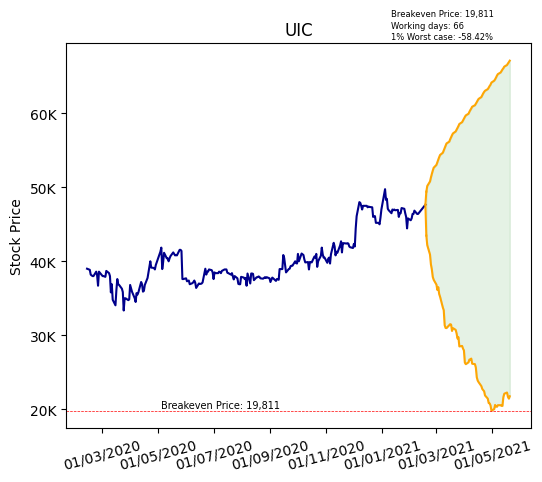 Breakeven Price: 19,811
Working days: 66
1% Worst case: -58.42%
UIC
Stock Price
60K
50K
40K
30K
20K
Breakeven Price: 19,811
01/03/2020
01/05/2020
01/07/2020
01/09/2020
01/11/2020
01/01/2021
01/03/2021
01/05/2021